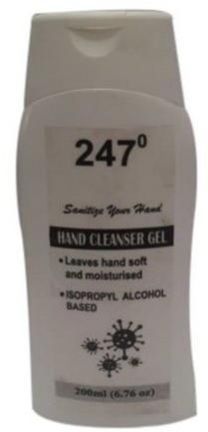 247⁰
Sanitize Your Hand
HAND CLEANSER GEL
• Leaves hand soft
and moisturised
• ISOPROPYL ALCOHOL
BASED
200ml (6.76 oz)